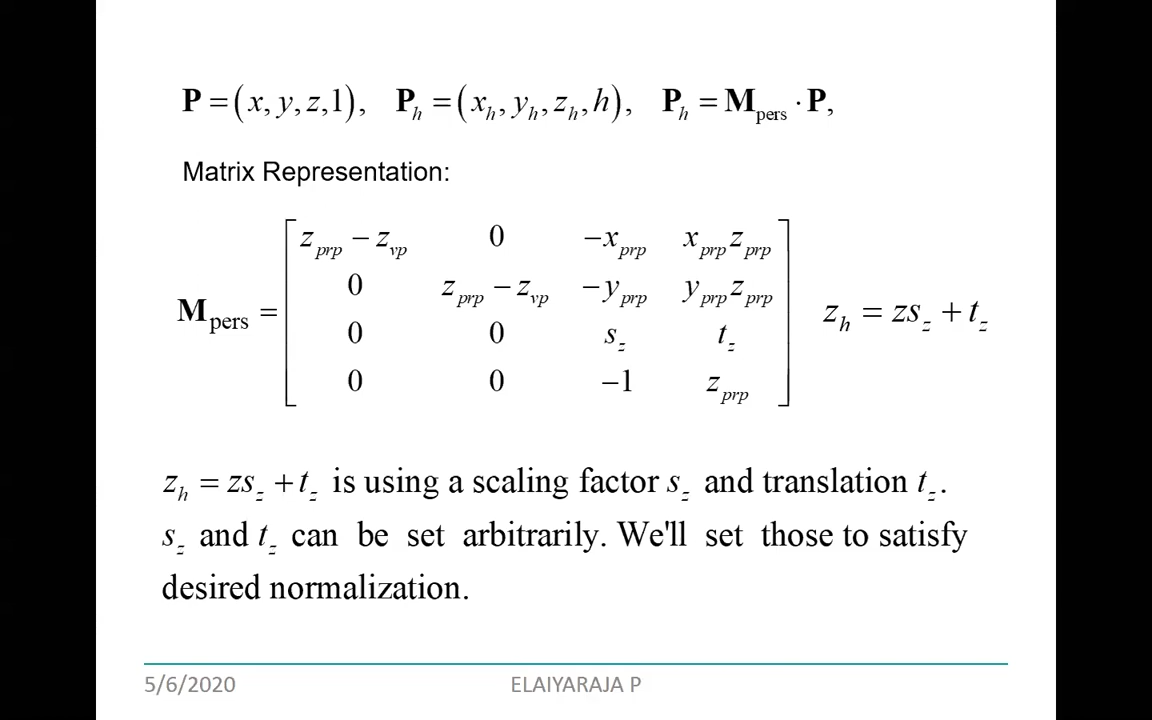 P = (x, y, z, 1), P_h = (x_h, y_h, z_h, h), P_h = M_pers · P,
Matrix Representation:
M_pers = [ z_prp − z_vp 0 −x_prp x_prp z_prp
0 z_prp − z_vp −y_prp y_prp z_prp
0 0 s_z t_z
0 0 −1 z_prp ]
z_h = zs_z + t_z
z_h = zs_z + t_z is using a scaling factor s_z and translation t_z.
s_z and t_z can be set arbitrarily. We'll set those to satisfy
desired normalization.
5/6/2020 ELAIYARAJA P